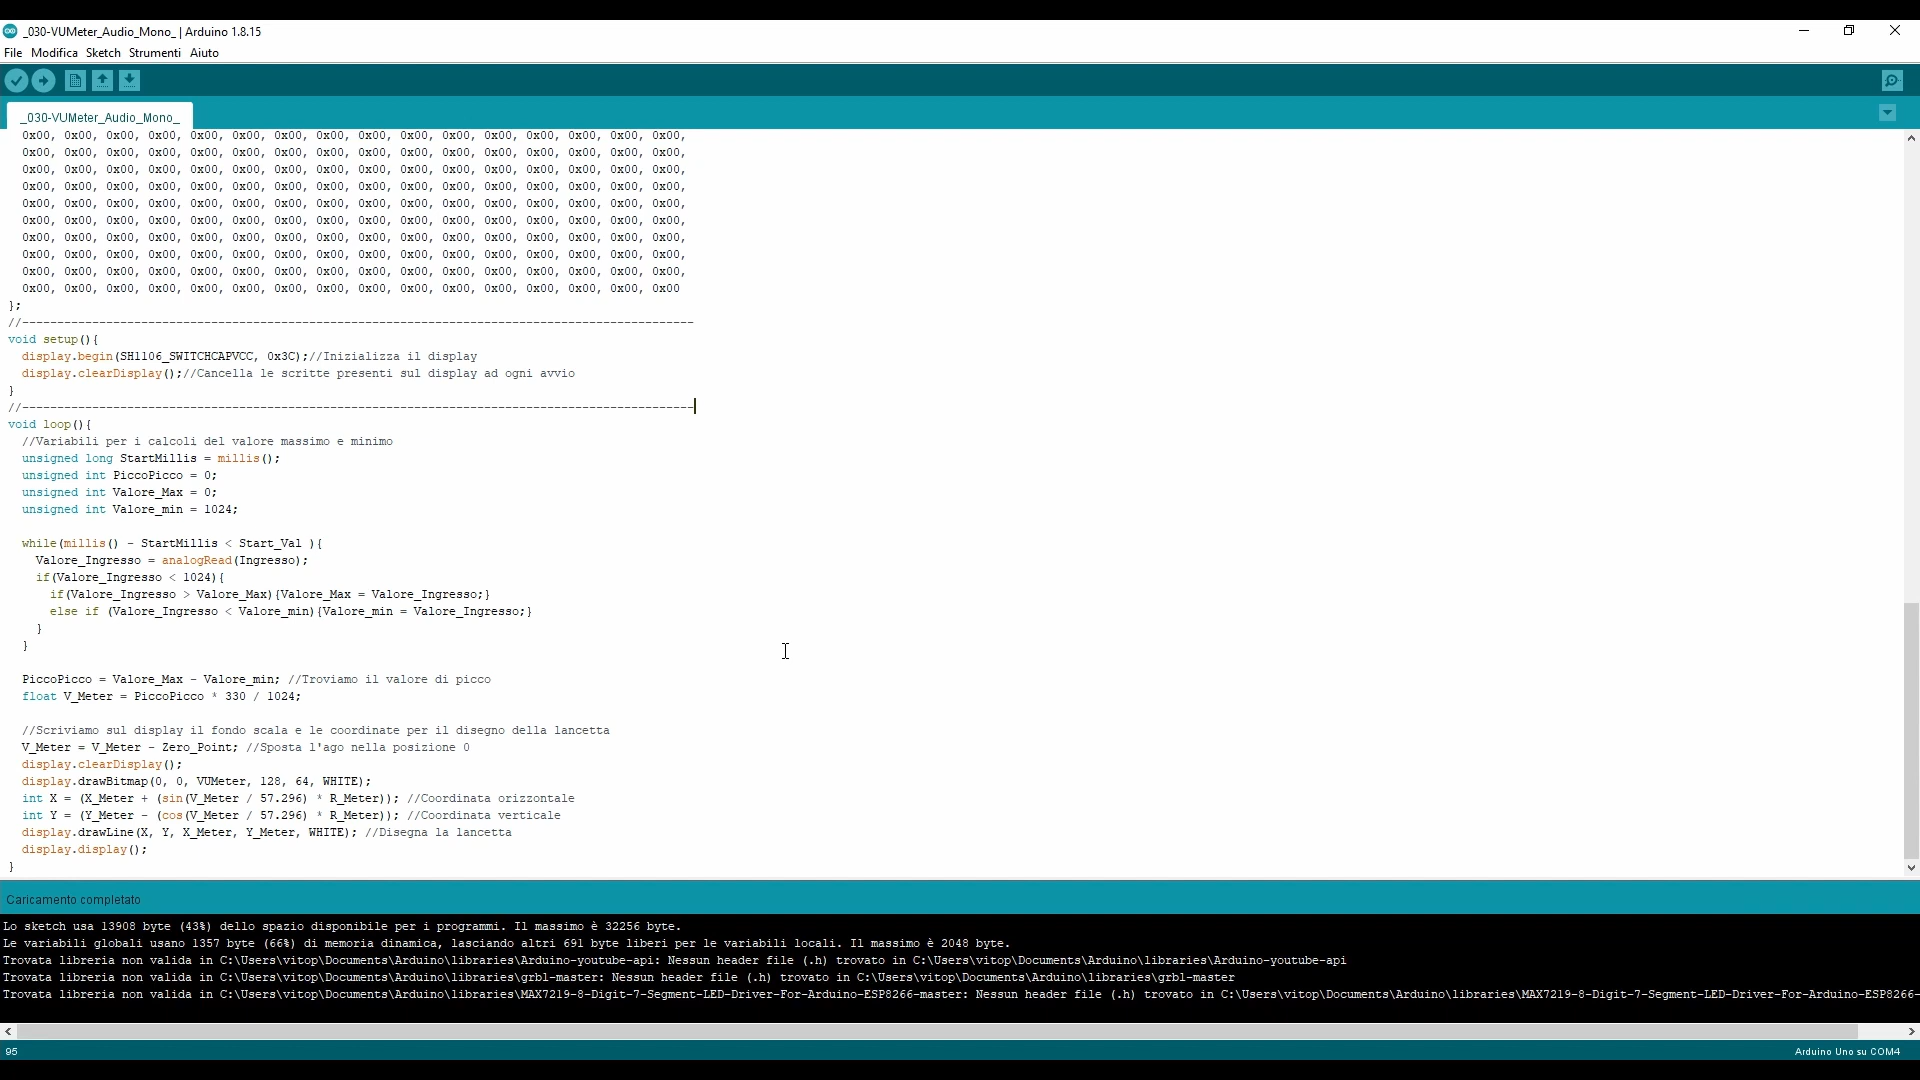 _030-VUMeter_Audio_Mono_ | Arduino 1.8.15
File Modifica Sketch Strumenti Aiuto
_030-VUMeter_Audio_Mono_
0x00, 0x00, 0x00, 0x00, 0x00, 0x00, 0x00, 0x00, 0x00, 0x00, 0x00, 0x00, 0x00, 0x00, 0x00, 0x00,
0x00, 0x00, 0x00, 0x00, 0x00, 0x00, 0x00, 0x00, 0x00, 0x00, 0x00, 0x00, 0x00, 0x00, 0x00, 0x00,
0x00, 0x00, 0x00, 0x00, 0x00, 0x00, 0x00, 0x00, 0x00, 0x00, 0x00, 0x00, 0x00, 0x00, 0x00, 0x00,
0x00, 0x00, 0x00, 0x00, 0x00, 0x00, 0x00, 0x00, 0x00, 0x00, 0x00, 0x00, 0x00, 0x00, 0x00, 0x00,
0x00, 0x00, 0x00, 0x00, 0x00, 0x00, 0x00, 0x00, 0x00, 0x00, 0x00, 0x00, 0x00, 0x00, 0x00, 0x00,
0x00, 0x00, 0x00, 0x00, 0x00, 0x00, 0x00, 0x00, 0x00, 0x00, 0x00, 0x00, 0x00, 0x00, 0x00, 0x00,
0x00, 0x00, 0x00, 0x00, 0x00, 0x00, 0x00, 0x00, 0x00, 0x00, 0x00, 0x00, 0x00, 0x00, 0x00, 0x00,
0x00, 0x00, 0x00, 0x00, 0x00, 0x00, 0x00, 0x00, 0x00, 0x00, 0x00, 0x00, 0x00, 0x00, 0x00, 0x00,
0x00, 0x00, 0x00, 0x00, 0x00, 0x00, 0x00, 0x00, 0x00, 0x00, 0x00, 0x00, 0x00, 0x00, 0x00, 0x00,
0x00, 0x00, 0x00, 0x00, 0x00, 0x00, 0x00, 0x00, 0x00, 0x00, 0x00, 0x00, 0x00, 0x00, 0x00, 0x00
};
//------------------------------------------------------------------------------------------------
void setup(){
display.begin(SH1106_SWITCHCAPVCC, 0x3C);//Inizializza il display
display.clearDisplay();//Cancella le scritte presenti sul display ad ogni avvio
}
//------------------------------------------------------------------------------------------------
void loop(){
//Variabili per i calcoli del valore massimo e minimo
unsigned long StartMillis = millis();
unsigned int PiccoPicco = 0;
unsigned int Valore_Max = 0;
unsigned int Valore_min = 1024;
while(millis() - StartMillis < Start_Val ){
Valore_Ingresso = analogRead(Ingresso);
if(Valore_Ingresso < 1024){
if(Valore_Ingresso > Valore_Max){Valore_Max = Valore_Ingresso;}
else if (Valore_Ingresso < Valore_min){Valore_min = Valore_Ingresso;}
}
}
PiccoPicco = Valore_Max - Valore_min; //Troviamo il valore di picco
float V_Meter = PiccoPicco * 330 / 1024;
//Scriviamo sul display il fondo scala e le coordinate per il disegno della lancetta
V_Meter = V_Meter - Zero_Point; //Sposta l'ago nella posizione 0
display.clearDisplay();
display.drawBitmap(0, 0, VUMeter, 128, 64, WHITE);
int X = (X_Meter + (sin(V_Meter / 57.296) * R_Meter)); //Coordinata orizzontale
int Y = (Y_Meter - (cos(V_Meter / 57.296) * R_Meter)); //Coordinata verticale
display.drawLine(X, Y, X_Meter, Y_Meter, WHITE); //Disegna la lancetta
display.display();
}
Caricamento completato
Lo sketch usa 13908 byte (43%) dello spazio disponibile per i programmi. Il massimo è 32256 byte.
Le variabili globali usano 1357 byte (66%) di memoria dinamica, lasciando altri 691 byte liberi per le variabili locali. Il massimo è 2048 byte.
Trovata libreria non valida in C:\Users\vitop\Documents\Arduino\libraries\Arduino-youtube-api: Nessun header file (.h) trovato in C:\Users\vitop\Documents\Arduino\libraries\Arduino-youtube-api
Trovata libreria non valida in C:\Users\vitop\Documents\Arduino\libraries\grbl-master: Nessun header file (.h) trovato in C:\Users\vitop\Documents\Arduino\libraries\grbl-master
Trovata libreria non valida in C:\Users\vitop\Documents\Arduino\libraries\MAX7219-8-Digit-7-Segment-LED-Driver-For-Arduino-ESP8266-master: Nessun header file (.h) trovato in C:\Users\vitop\Documents\Arduino\libraries\MAX7219-8-Digit-7-Segment-LED-Driver-For-Arduino-ESP8266-
95
Arduino Uno su COM4